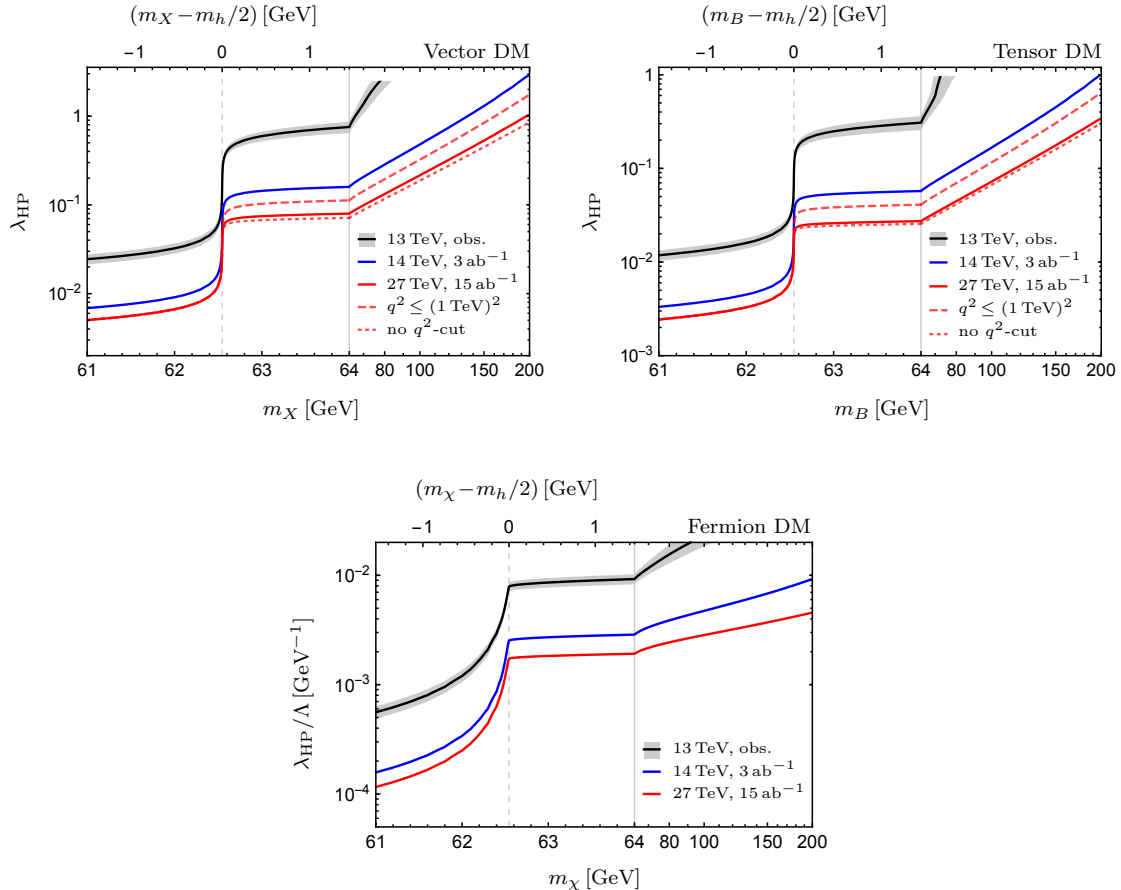 (m_X − m_h/2) [GeV]
−1 0 1 Vector DM
1
10^{−1}
10^{−2}
λ_HP
13 TeV, obs.
14 TeV, 3 ab^{−1}
27 TeV, 15 ab^{−1}
q^2 ≤ (1 TeV)^2
no q^2-cut
61 62 63 64 80 100 150 200
m_X [GeV]
(m_B − m_h/2) [GeV]
−1 0 1 Tensor DM
1
10^{−1}
10^{−2}
10^{−3}
λ_HP
13 TeV, obs.
14 TeV, 3 ab^{−1}
27 TeV, 15 ab^{−1}
q^2 ≤ (1 TeV)^2
no q^2-cut
61 62 63 64 80 100 150 200
m_B [GeV]
(m_χ − m_h/2) [GeV]
−1 0 1 Fermion DM
10^{−2}
10^{−3}
10^{−4}
λ_HP/Λ [GeV^{−1}]
13 TeV, obs.
14 TeV, 3 ab^{−1}
27 TeV, 15 ab^{−1}
61 62 63 64 80 100 150 200
m_χ [GeV]